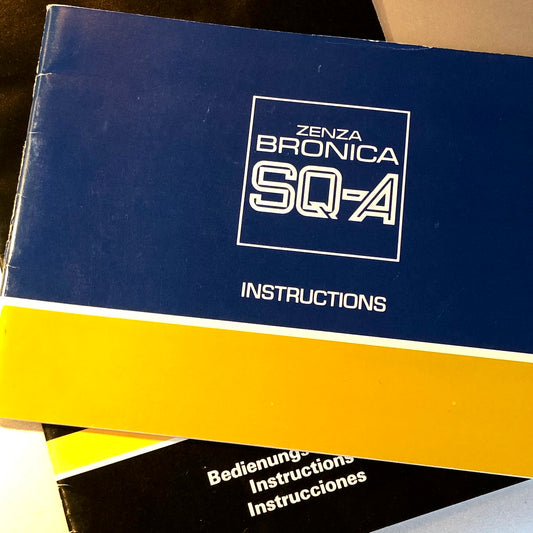 ZENZA
BRONICA
SQ-A
INSTRUCTIONS
Instructions
Instrucciones